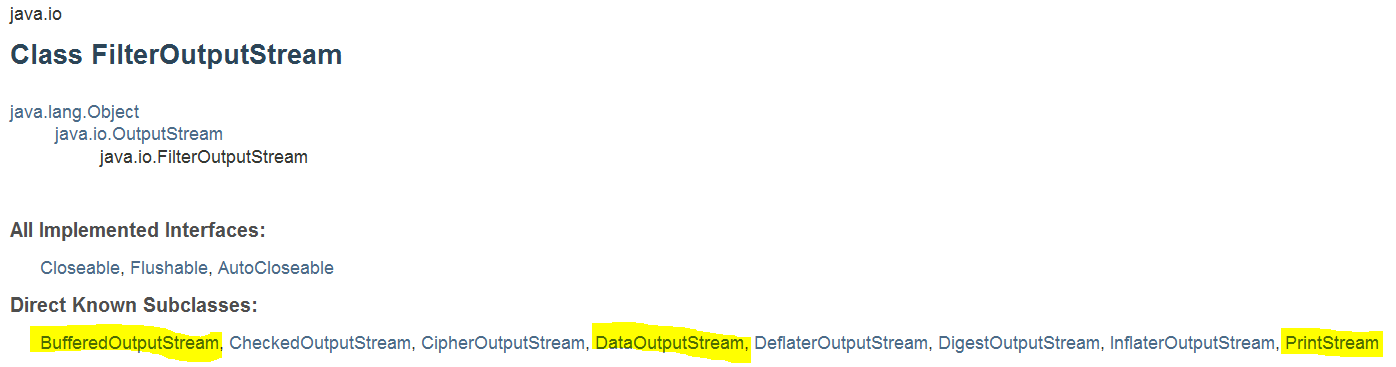 java.io
Class FilterOutputStream
java.lang.Object
java.io.OutputStream
java.io.FilterOutputStream
All Implemented Interfaces:
Closeable, Flushable, AutoCloseable
Direct Known Subclasses:
BufferedOutputStream, CheckedOutputStream, CipherOutputStream, DataOutputStream, DeflaterOutputStream, DigestOutputStream, InflaterOutputStream, PrintStream